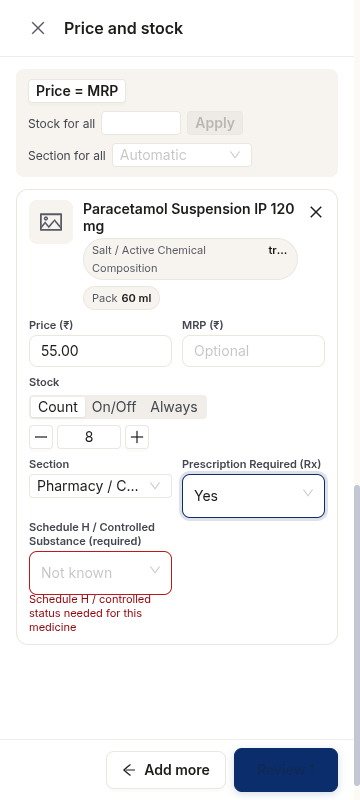 Price and stock
Price = MRP
Stock for all
Apply
Section for all
Automatic
Paracetamol Suspension IP 120
mg
Salt / Active Chemical
Composition
tr...
Pack 60 ml
Price (₹)
MRP (₹)
55.00
Optional
Stock
Count
On/Off
Always
8
Section
Prescription Required (Rx)
Pharmacy / C...
Yes
Schedule H / Controlled
Substance (required)
Not known
Schedule H / controlled
status needed for this
medicine
Add more